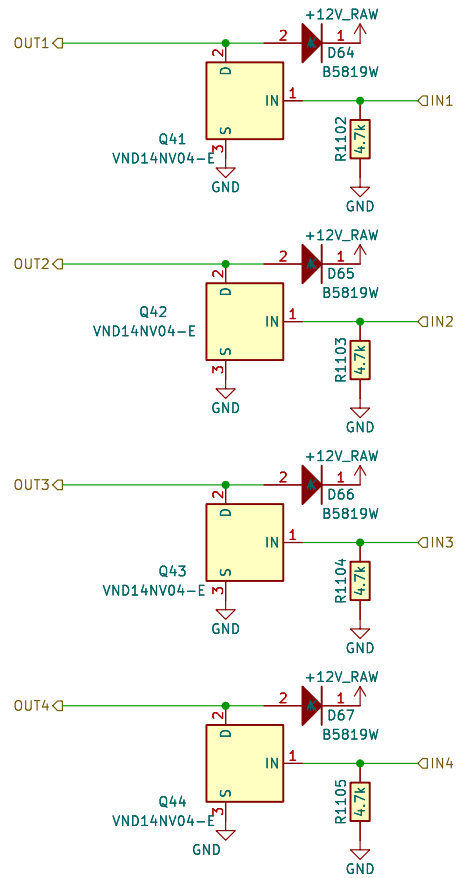 +12V_RAW
OUT1
2
1
D64
B5819W
2
D
IN
1
IN1
Q41
VND14NV04-E
S
3
GND
R1102
4.7k
GND
+12V_RAW
OUT2
2
1
D65
B5819W
2
D
IN
1
IN2
Q42
VND14NV04-E
S
3
GND
R1103
4.7k
GND
+12V_RAW
OUT3
2
1
D66
B5819W
2
D
IN
1
IN3
Q43
VND14NV04-E
S
3
GND
R1104
4.7k
GND
+12V_RAW
OUT4
2
1
D67
B5819W
2
D
IN
1
IN4
Q44
VND14NV04-E
S
3
GND
R1105
4.7k
GND